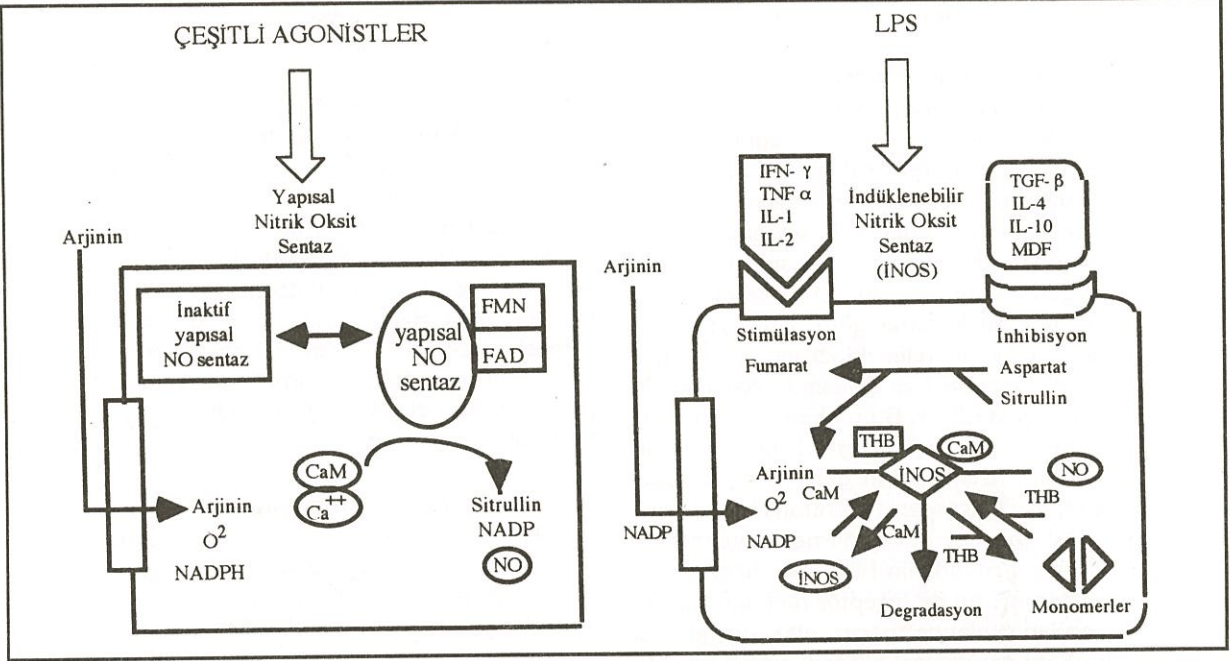 ÇEŞİTLİ AGONİSTLER
Yapısal
Nitrik Oksit
Sentaz
Arjinin
İnaktif
yapısal
NO sentaz
yapısal
NO
sentaz
FMN
FAD
CaM
Ca++
Arjinin
O2
NADPH
Sitrullin
NADP
NO
LPS
IFN- γ
TNF α
IL-1
IL-2
İndüklenebilir
Nitrik Oksit
Sentaz
(İNOS)
TGF- β
IL-4
IL-10
MDF
Arjinin
Stimülasyon
İnhibisyon
Fumarat
Aspartat
Sitrullin
THB
CaM
Arjinin
İNOS
NO
O2
CaM
THB
NADP
NADP
CaM
THB
İNOS
Degradasyon
Monomerler